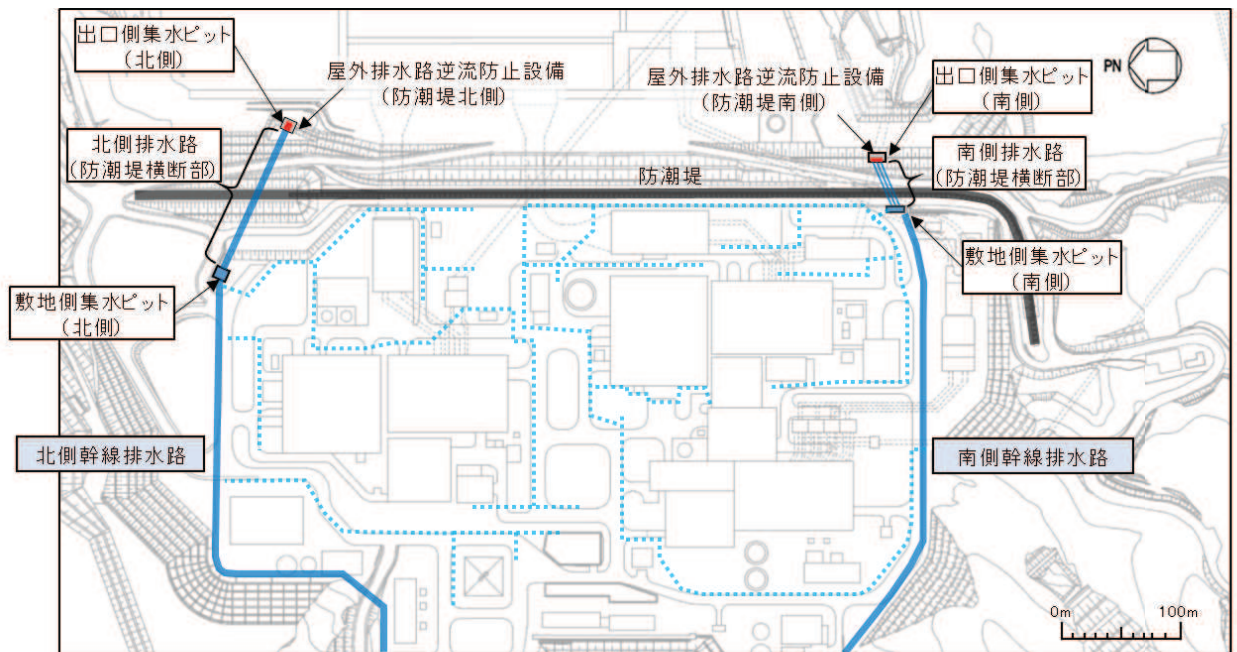 出口側集水ピット
(北側)
屋外排水路逆流防止設備
(防潮堤北側)
屋外排水路逆流防止設備
(防潮堤南側)
出口側集水ピット
(南側)
PN
北側排水路
(防潮堤横断部)
防潮堤
南側排水路
(防潮堤横断部)
敷地側集水ピット
(北側)
敷地側集水ピット
(南側)
北側幹線排水路
南側幹線排水路
0m
100m